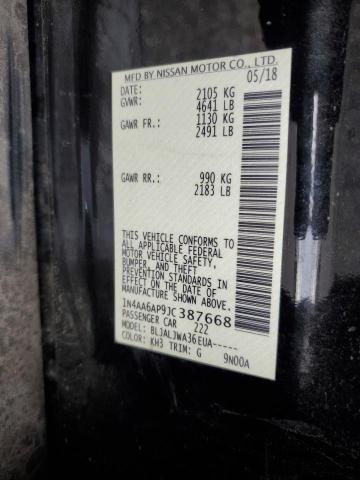 MFD BY NISSAN MOTOR CO., LTD.
DATE: 05/18
GVWR: 2105 KG
4641 LB
GAWR FR.: 1130 KG
2491 LB
GAWR RR.: 990 KG
2183 LB
THIS VEHICLE CONFORMS TO
ALL APPLICABLE FEDERAL
MOTOR VEHICLE SAFETY,
BUMPER, AND THEFT
PREVENTION STANDARDS IN
EFFECT ON THE DATE OF
MANUFACTURE SHOWN ABOVE.
1N4AA6AP9JC387668
PASSENGER CAR 222
MODEL: BLJALJWA36EUA-----
COLOR: KH3 TRIM: G 9N00A